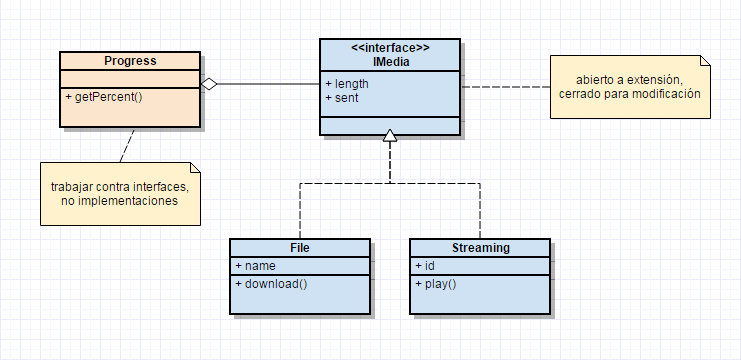 Progress
+ getPercent()
<<interface>>
IMedia
+ length
+ sent
abierto a extensión,
cerrado para modificación
trabajar contra interfaces,
no implementaciones
File
+ name
+ download()
Streaming
+ id
+ play()